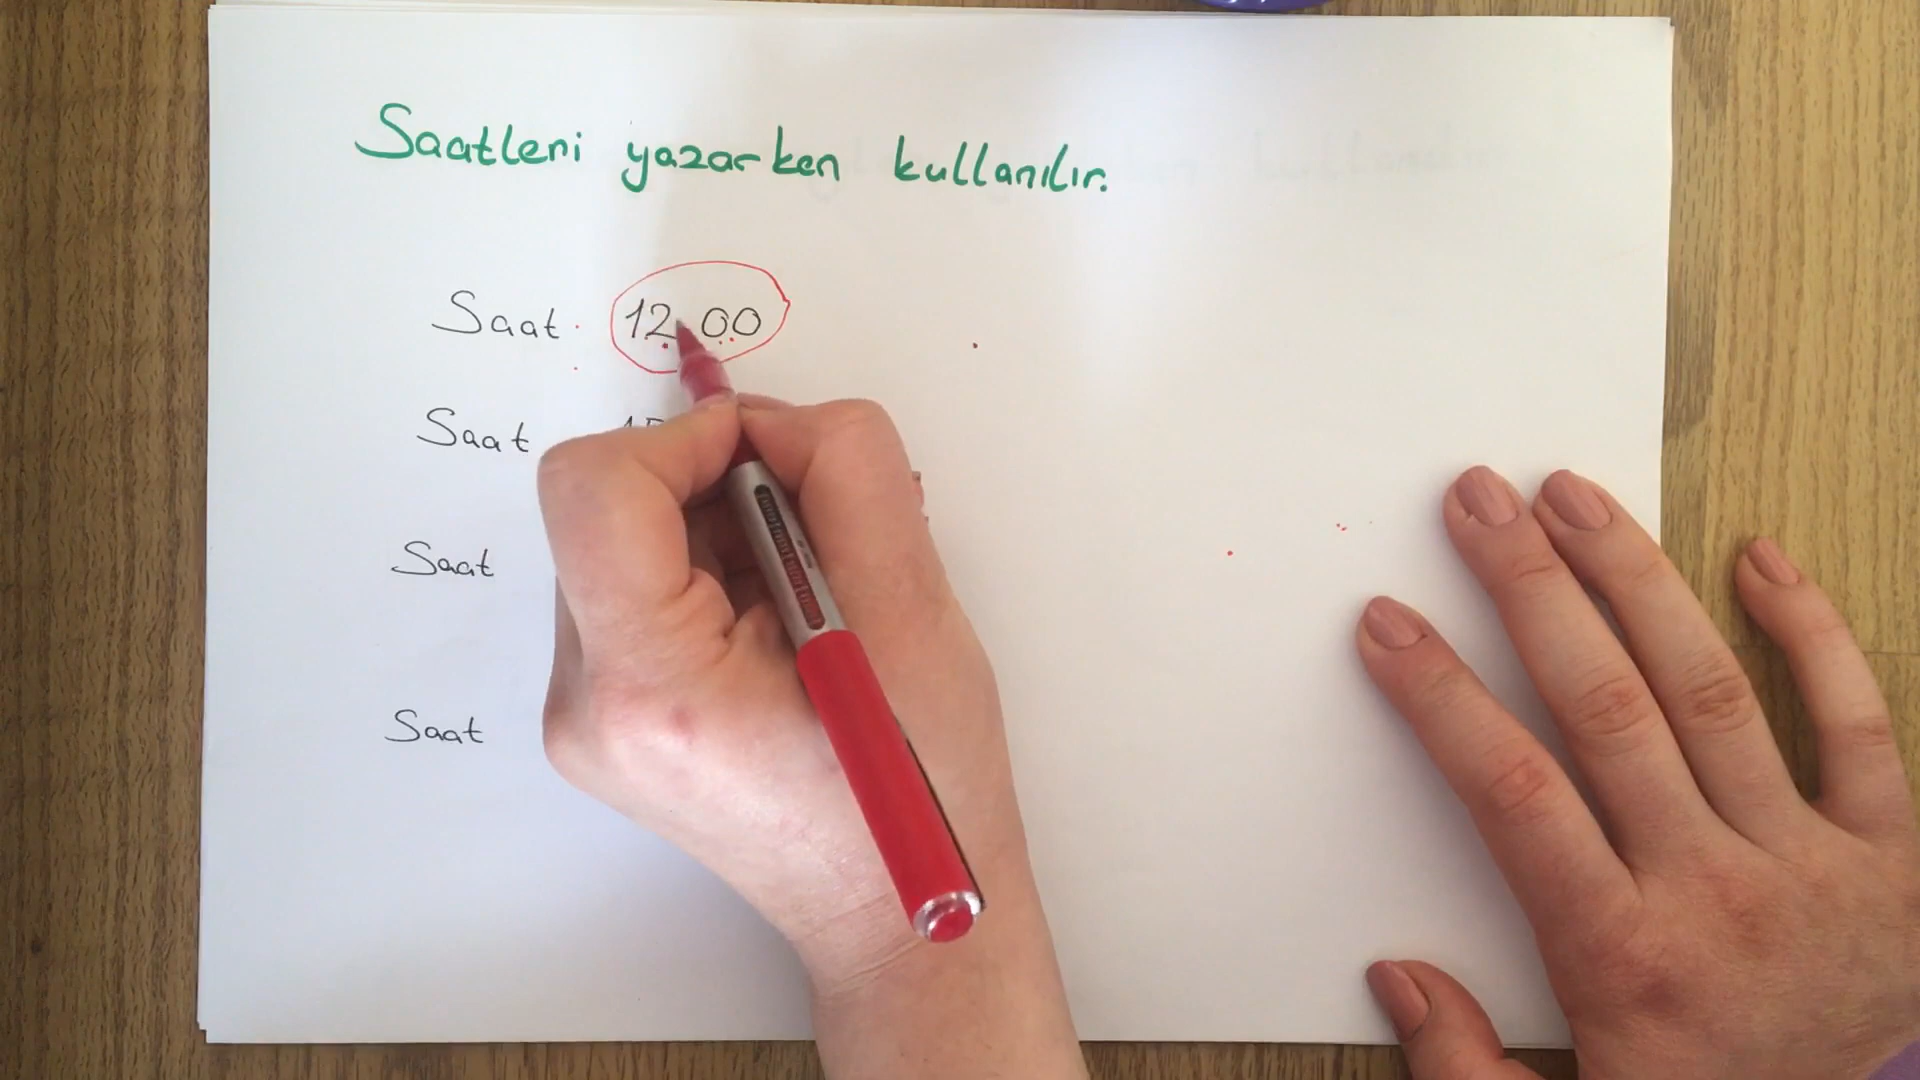 Saatleri yazarken kullanılır.
Saat 12 00
Saat
Saat
Saat